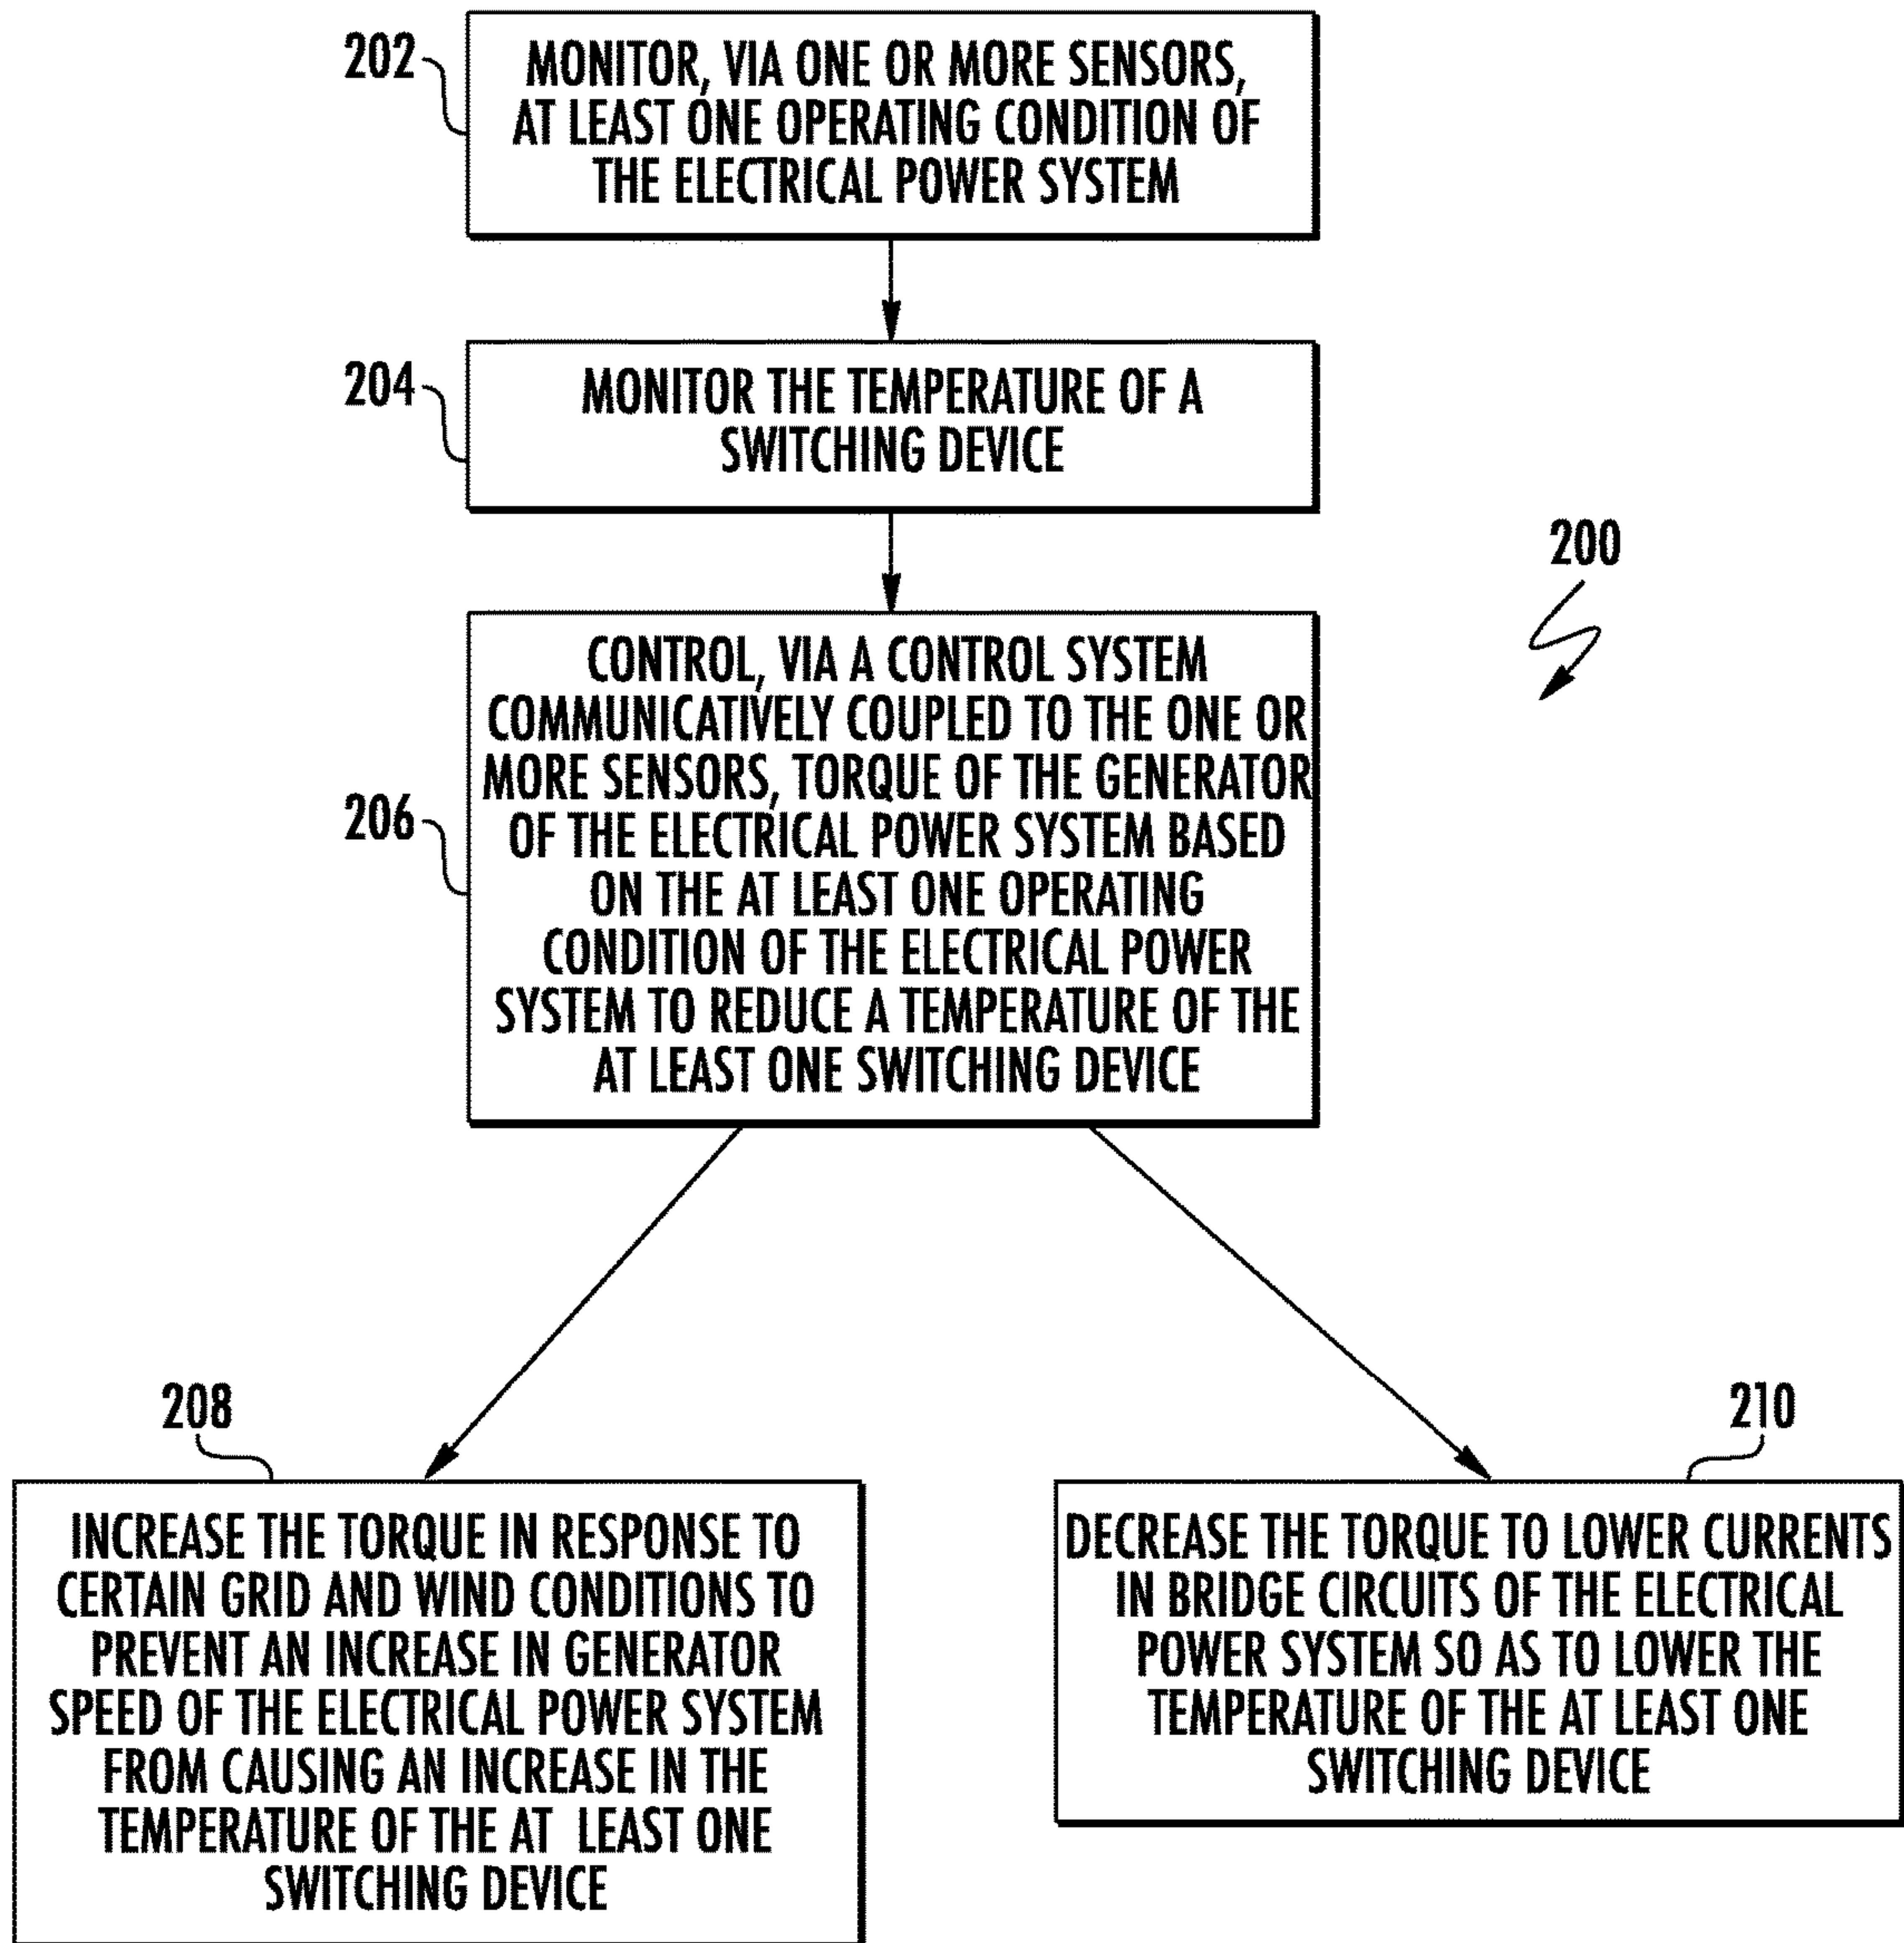 202
MONITOR, VIA ONE OR MORE SENSORS,
AT LEAST ONE OPERATING CONDITION OF
THE ELECTRICAL POWER SYSTEM
204
MONITOR THE TEMPERATURE OF A
SWITCHING DEVICE
200
206
CONTROL, VIA A CONTROL SYSTEM
COMMUNICATIVELY COUPLED TO THE ONE OR
MORE SENSORS, TORQUE OF THE GENERATOR
OF THE ELECTRICAL POWER SYSTEM BASED
ON THE AT LEAST ONE OPERATING
CONDITION OF THE ELECTRICAL POWER
SYSTEM TO REDUCE A TEMPERATURE OF THE
AT LEAST ONE SWITCHING DEVICE
208
INCREASE THE TORQUE IN RESPONSE TO
CERTAIN GRID AND WIND CONDITIONS TO
PREVENT AN INCREASE IN GENERATOR
SPEED OF THE ELECTRICAL POWER SYSTEM
FROM CAUSING AN INCREASE IN THE
TEMPERATURE OF THE AT LEAST ONE
SWITCHING DEVICE
210
DECREASE THE TORQUE TO LOWER CURRENTS
IN BRIDGE CIRCUITS OF THE ELECTRICAL
POWER SYSTEM SO AS TO LOWER THE
TEMPERATURE OF THE AT LEAST ONE
SWITCHING DEVICE